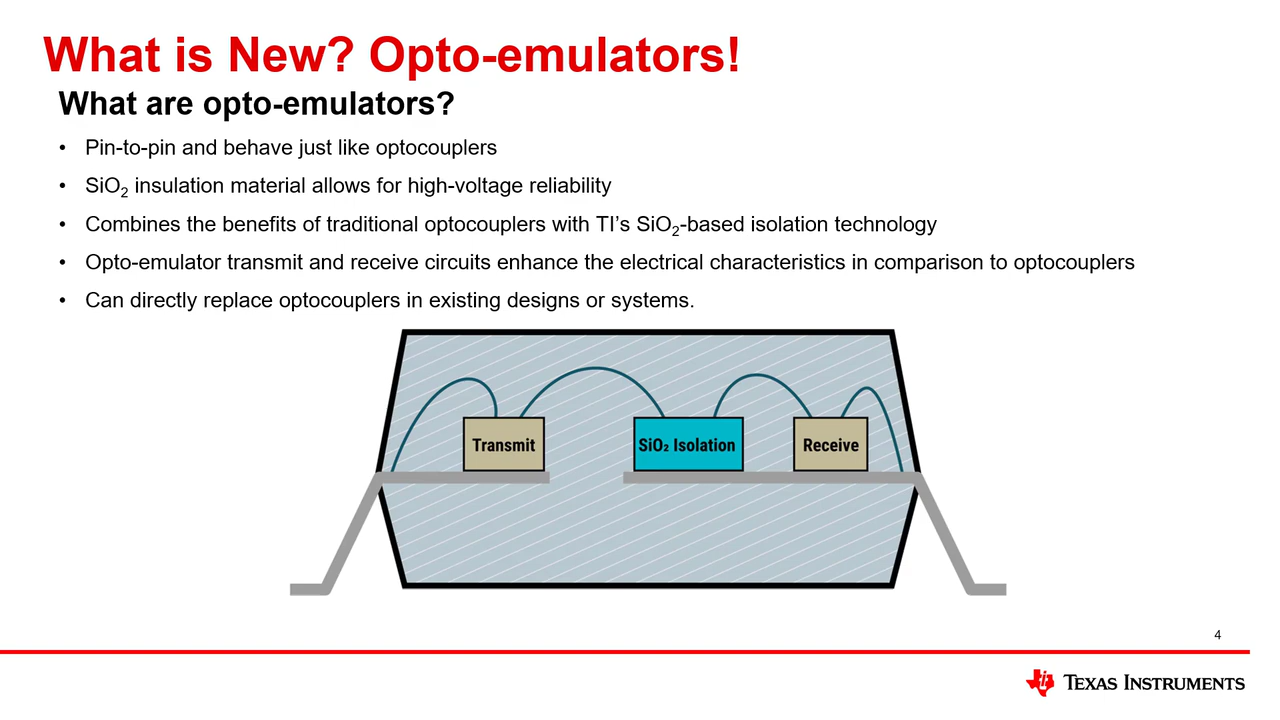 What is New? Opto-emulators!
What are opto-emulators?
• Pin-to-pin and behave just like optocouplers
• SiO₂ insulation material allows for high-voltage reliability
• Combines the benefits of traditional optocouplers with TI’s SiO₂-based isolation technology
• Opto-emulator transmit and receive circuits enhance the electrical characteristics in comparison to optocouplers
• Can directly replace optocouplers in existing designs or systems.
Transmit
SiO₂ Isolation
Receive
4
TEXAS INSTRUMENTS